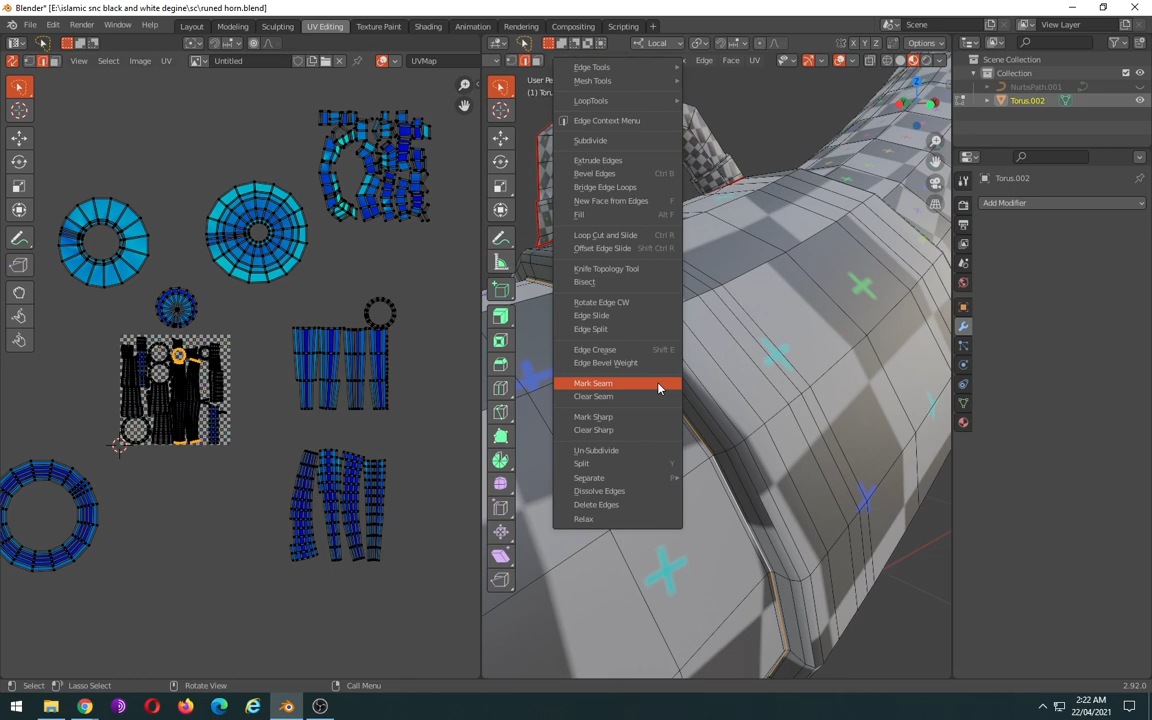 Blender* [E:\islamic snc black and white degine\sc\runed horn.blend]
File Edit Render Window Help
Layout Modeling Sculpting UV Editing Texture Paint Shading Animation Rendering Compositing Scripting +
Scene
View Layer
Local
X Y Z
Options
View Select Image UV
Untitled
UVMap
Edge Face UV
User Pe
(1) Toru
Edge Tools
Mesh Tools
LoopTools
Edge Context Menu
Subdivide
Extrude Edges
Bevel Edges Ctrl B
Bridge Edge Loops
New Face from Edges F
Fill Alt F
Loop Cut and Slide Ctrl R
Offset Edge Slide Shift Ctrl R
Knife Topology Tool
Bisect
Rotate Edge CW
Edge Slide
Edge Split
Edge Crease Shift E
Edge Bevel Weight
Mark Seam
Clear Seam
Mark Sharp
Clear Sharp
Un-Subdivide
Split Y
Separate P
Dissolve Edges
Delete Edges
Relax
Z
Scene Collection
Collection
NurbsPath.001
Torus.002
Torus.002
Add Modifier
Select
Lasso Select
Rotate View
Call Menu
2.92.0
2:22 AM
22/04/2021